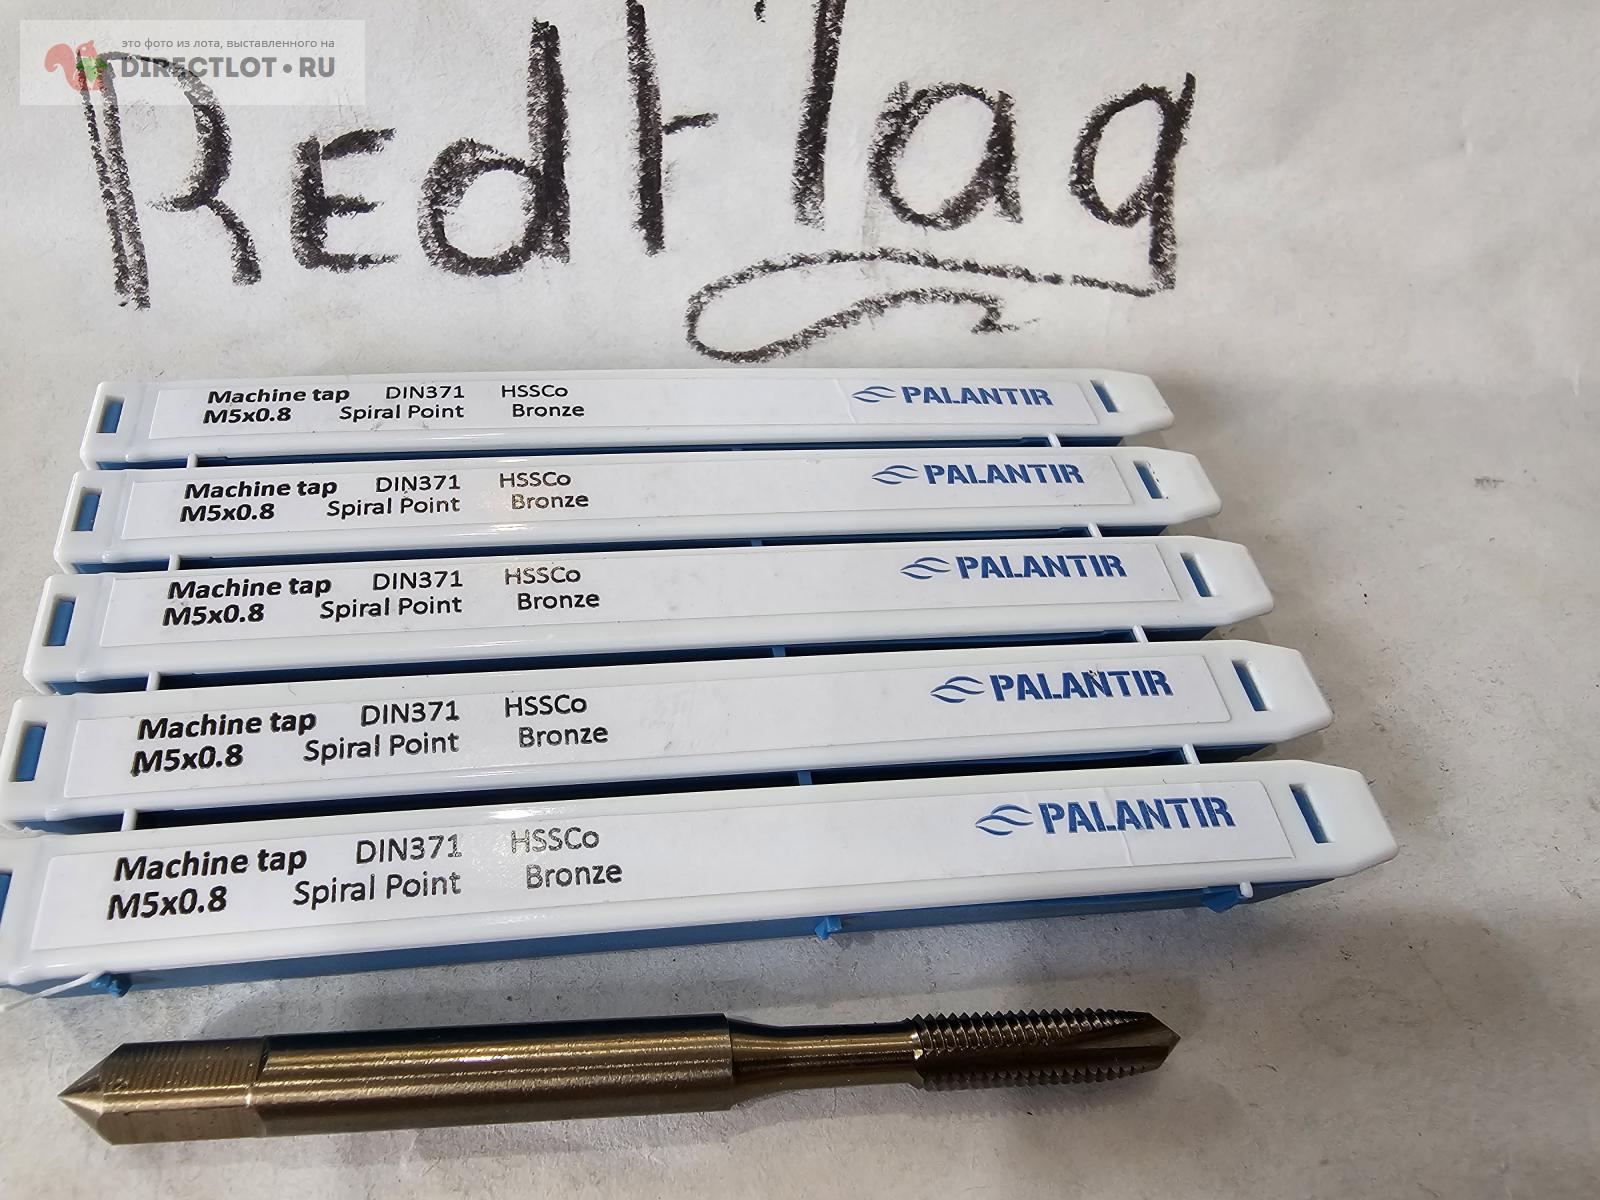 это фото из лота, выставленного на
DIRECTLOT•RU
RedFlag
Machine tap DIN371 HSSCo PALANTIR
M5x0.8 Spiral Point Bronze
Machine tap DIN371 HSSCo PALANTIR
M5x0.8 Spiral Point Bronze
Machine tap DIN371 HSSCo PALANTIR
M5x0.8 Spiral Point Bronze
Machine tap DIN371 HSSCo PALANTIR
M5x0.8 Spiral Point Bronze
Machine tap DIN371 HSSCo PALANTIR
M5x0.8 Spiral Point Bronze